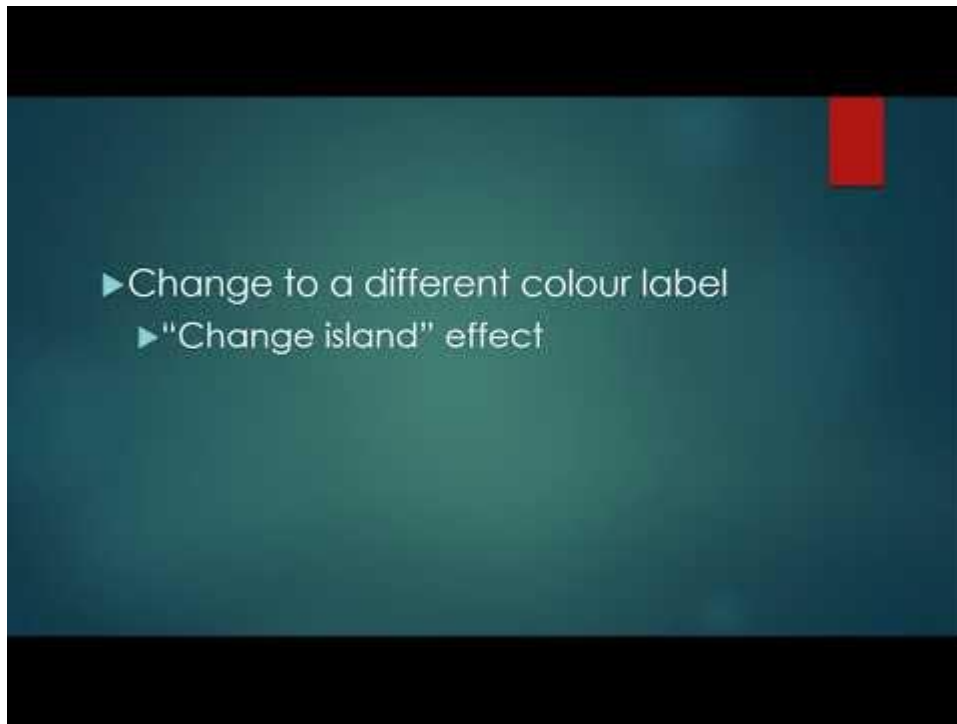 Change to a different colour label
“Change island” effect